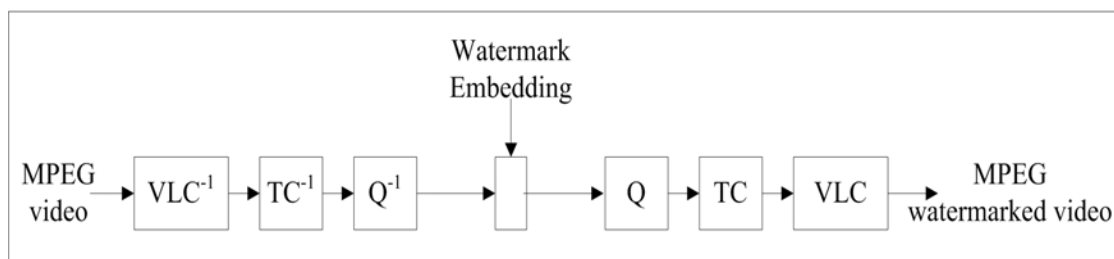 Watermark
Embedding
MPEG
video
VLC⁻¹
TC⁻¹
Q⁻¹
Q
TC
VLC
MPEG
watermarked video